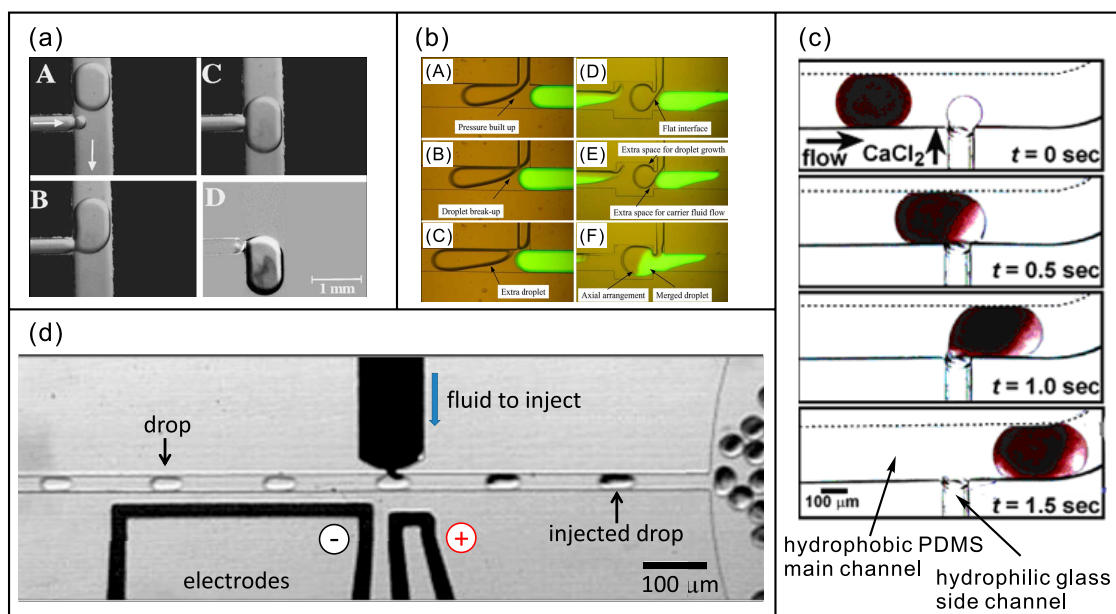 (a)
A
C
B
D
1 mm
(b)
(A)
Pressure built up
(D)
Flat interface
(B)
Droplet break-up
(E)
Extra space for droplet growth
Extra space for carrier fluid flow
(C)
Extra droplet
(F)
Axial arrangement
Merged droplet
(c)
flow
CaCl₂
t = 0 sec
t = 0.5 sec
t = 1.0 sec
100 μm
t = 1.5 sec
hydrophobic PDMS
main channel
hydrophilic glass
side channel
(d)
fluid to inject
drop
-
+
injected drop
electrodes
100 μm